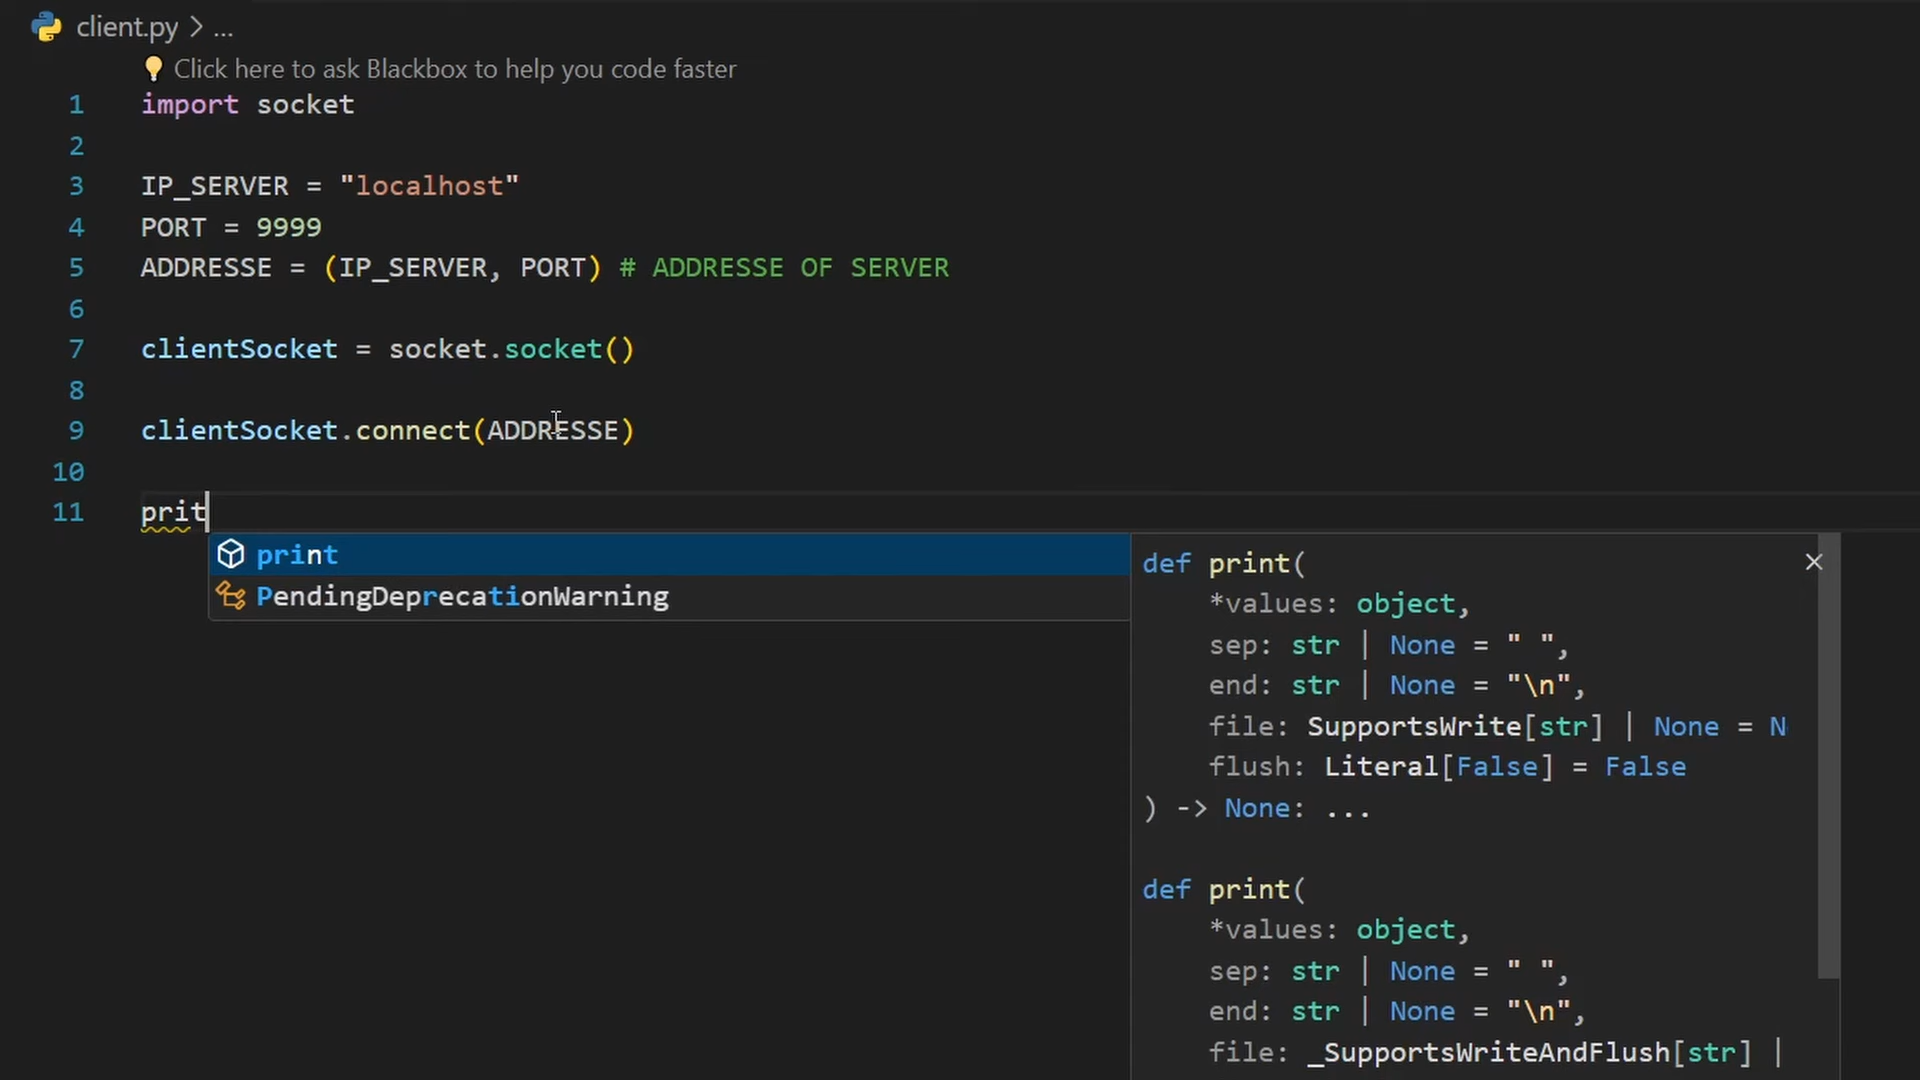 client.py > ...
Click here to ask Blackbox to help you code faster
1 import socket
2
3 IP_SERVER = "localhost"
4 PORT = 9999
5 ADDRESSE = (IP_SERVER, PORT) # ADDRESSE OF SERVER
6
7 clientSocket = socket.socket()
8
9 clientSocket.connect(ADDRESSE)
10
11 prit
print
PendingDeprecationWarning
def print(
*values: object,
sep: str | None = " ",
end: str | None = "\n",
file: SupportsWrite[str] | None = N
flush: Literal[False] = False
) -> None: ...
def print(
*values: object,
sep: str | None = " ",
end: str | None = "\n",
file: _SupportsWriteAndFlush[str] |